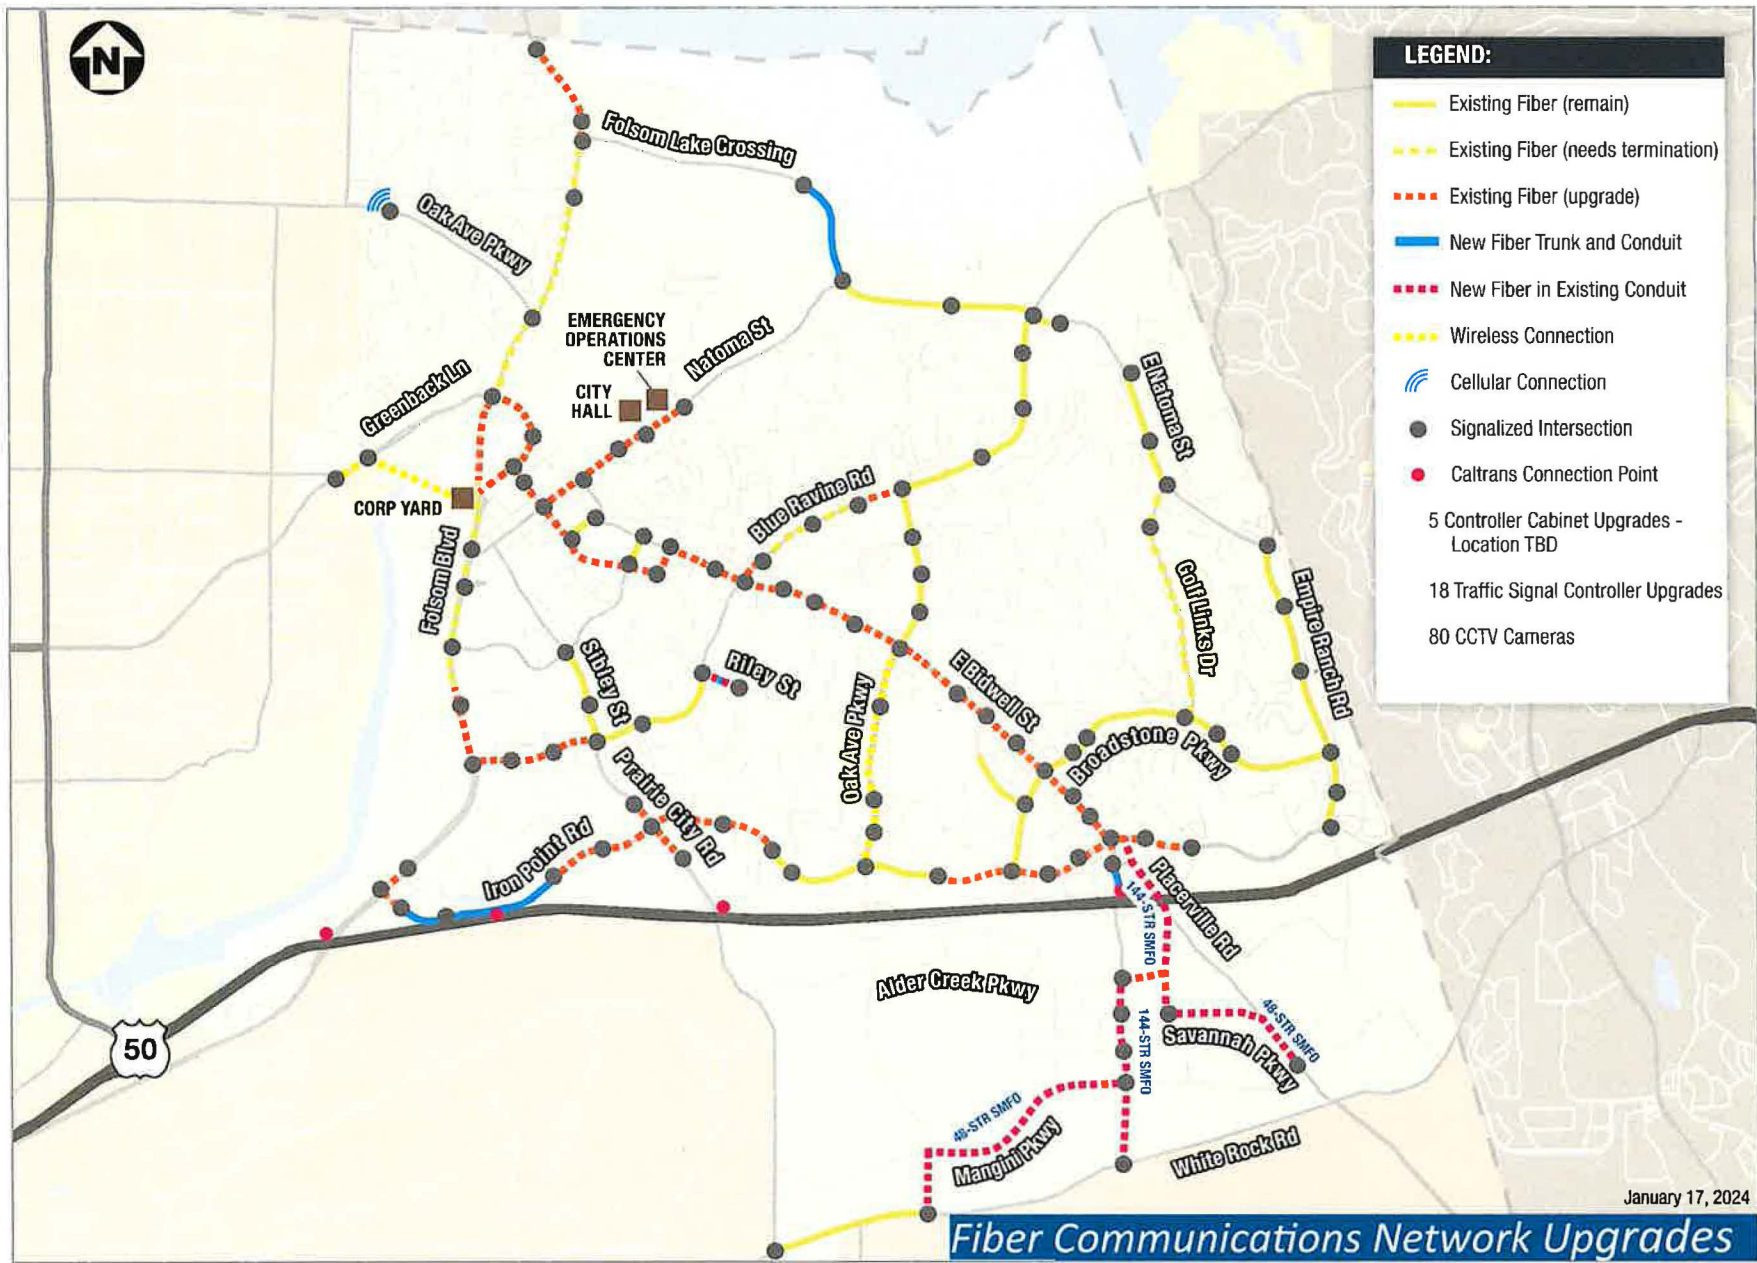 N
LEGEND:
Existing Fiber (remain)
Existing Fiber (needs termination)
Existing Fiber (upgrade)
New Fiber Trunk and Conduit
New Fiber in Existing Conduit
Wireless Connection
Cellular Connection
Signalized Intersection
Caltrans Connection Point
5 Controller Cabinet Upgrades -
Location TBD
18 Traffic Signal Controller Upgrades
80 CCTV Cameras
Folsom Lake Crossing
Oak Ave Pkwy
EMERGENCY
OPERATIONS
CENTER
CITY
HALL
Natoma St
Greenback Ln
E Natoma St
CORP YARD
Blue Ravine Rd
Folsom Blvd
Golf Links Dr
Empire Ranch Rd
Sibley St
Riley St
E Bidwell St
Oak Ave Pkwy
Broadstone Pkwy
Prairie City Rd
Iron Point Rd
Placerville Rd
144-STR SMFO
Alder Creek Pkwy
50
144-STR SMFO
48-STR SMFO
Savannah Pkwy
48-STR SMFO
Mangini Pkwy
White Rock Rd
January 17, 2024
Fiber Communications Network Upgrades